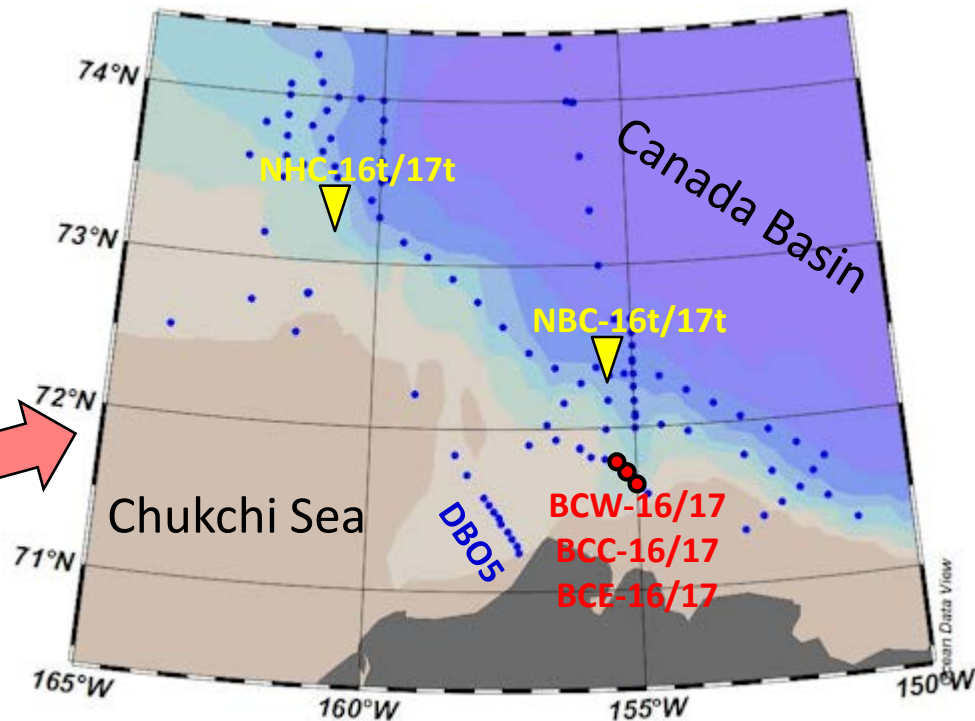 74°N
Canada Basin
NHC-16t/17t
73°N
NBC-16t/17t
72°N
Chukchi Sea
DBO5
BCW-16/17
BCC-16/17
BCE-16/17
71°N
165°W
160°W
155°W
150°W
ean Data View